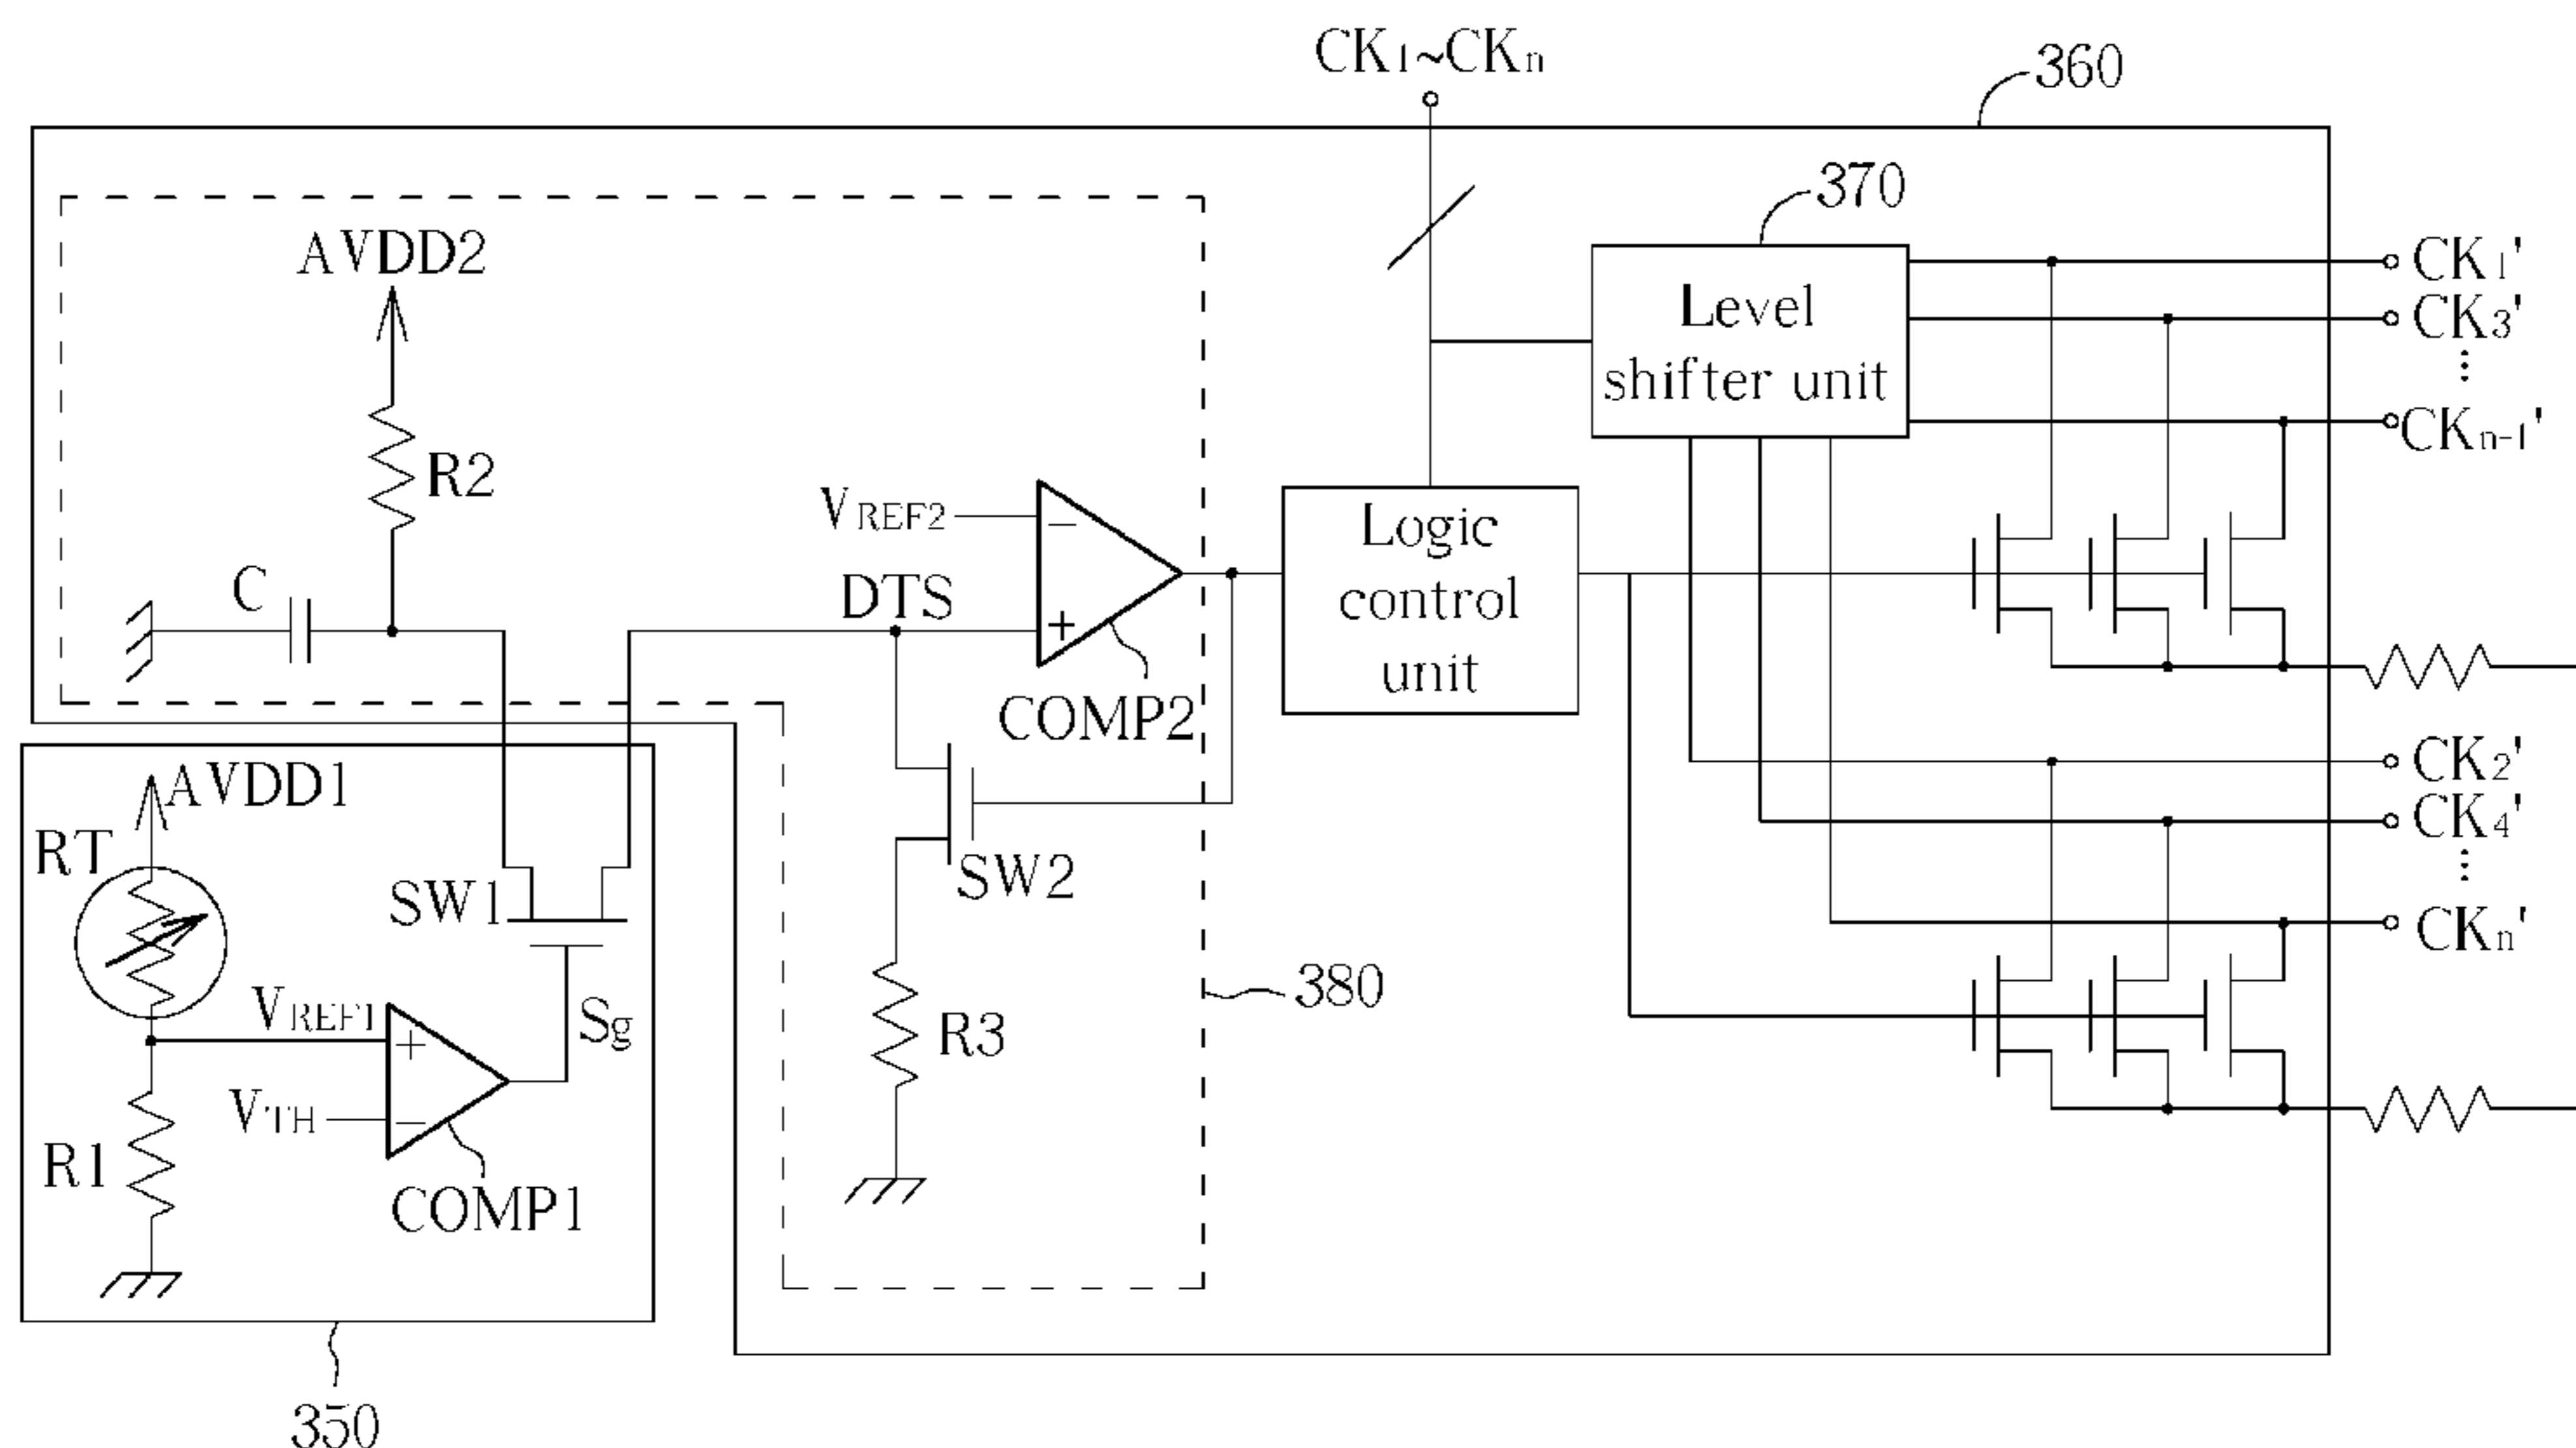 CK1~CKn
360
370
AVDD2
Level
shifter unit
CK1'
CK3'
⋮
CKn-1'
R2
VREF2
−
Logic
control
unit
C
DTS
+
COMP2
CK2'
CK4'
⋮
CKn'
AVDD1
RT
SW1
SW2
380
VREF1
+
Sg
R3
VTH
−
R1
COMP1
350